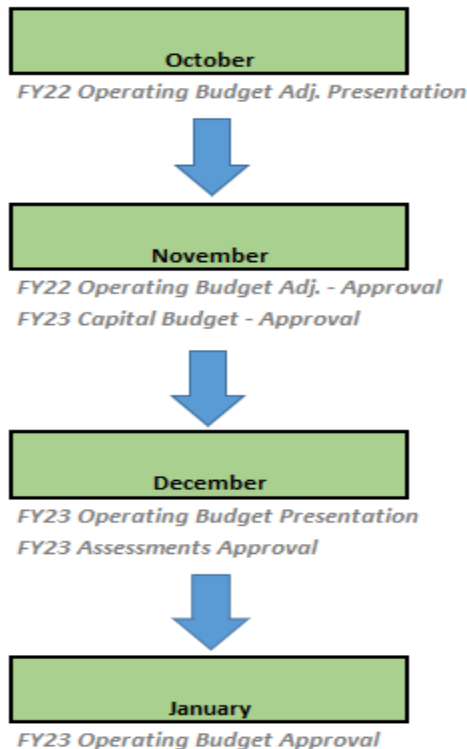 October
FY22 Operating Budget Adj. Presentation
November
FY22 Operating Budget Adj. - Approval
FY23 Capital Budget - Approval
December
FY23 Operating Budget Presentation
FY23 Assessments Approval
January
FY23 Operating Budget Approval